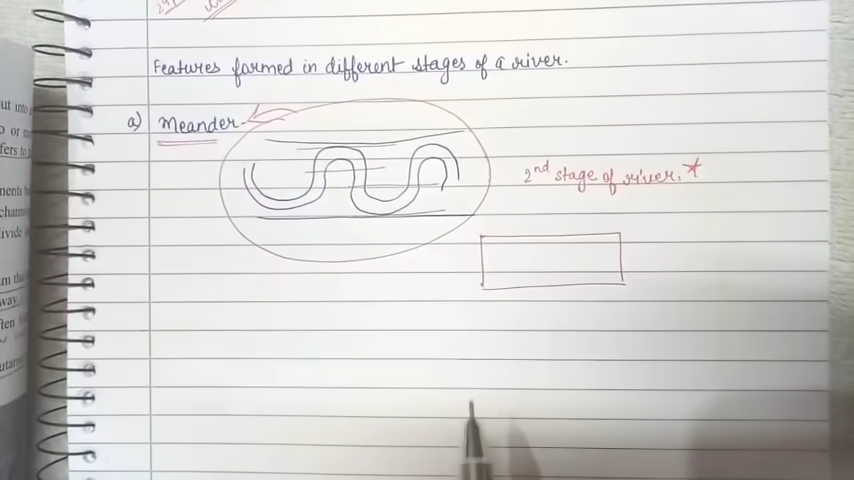 Features formed in different stages of a river.
a) Meander-
2nd stage of river. *